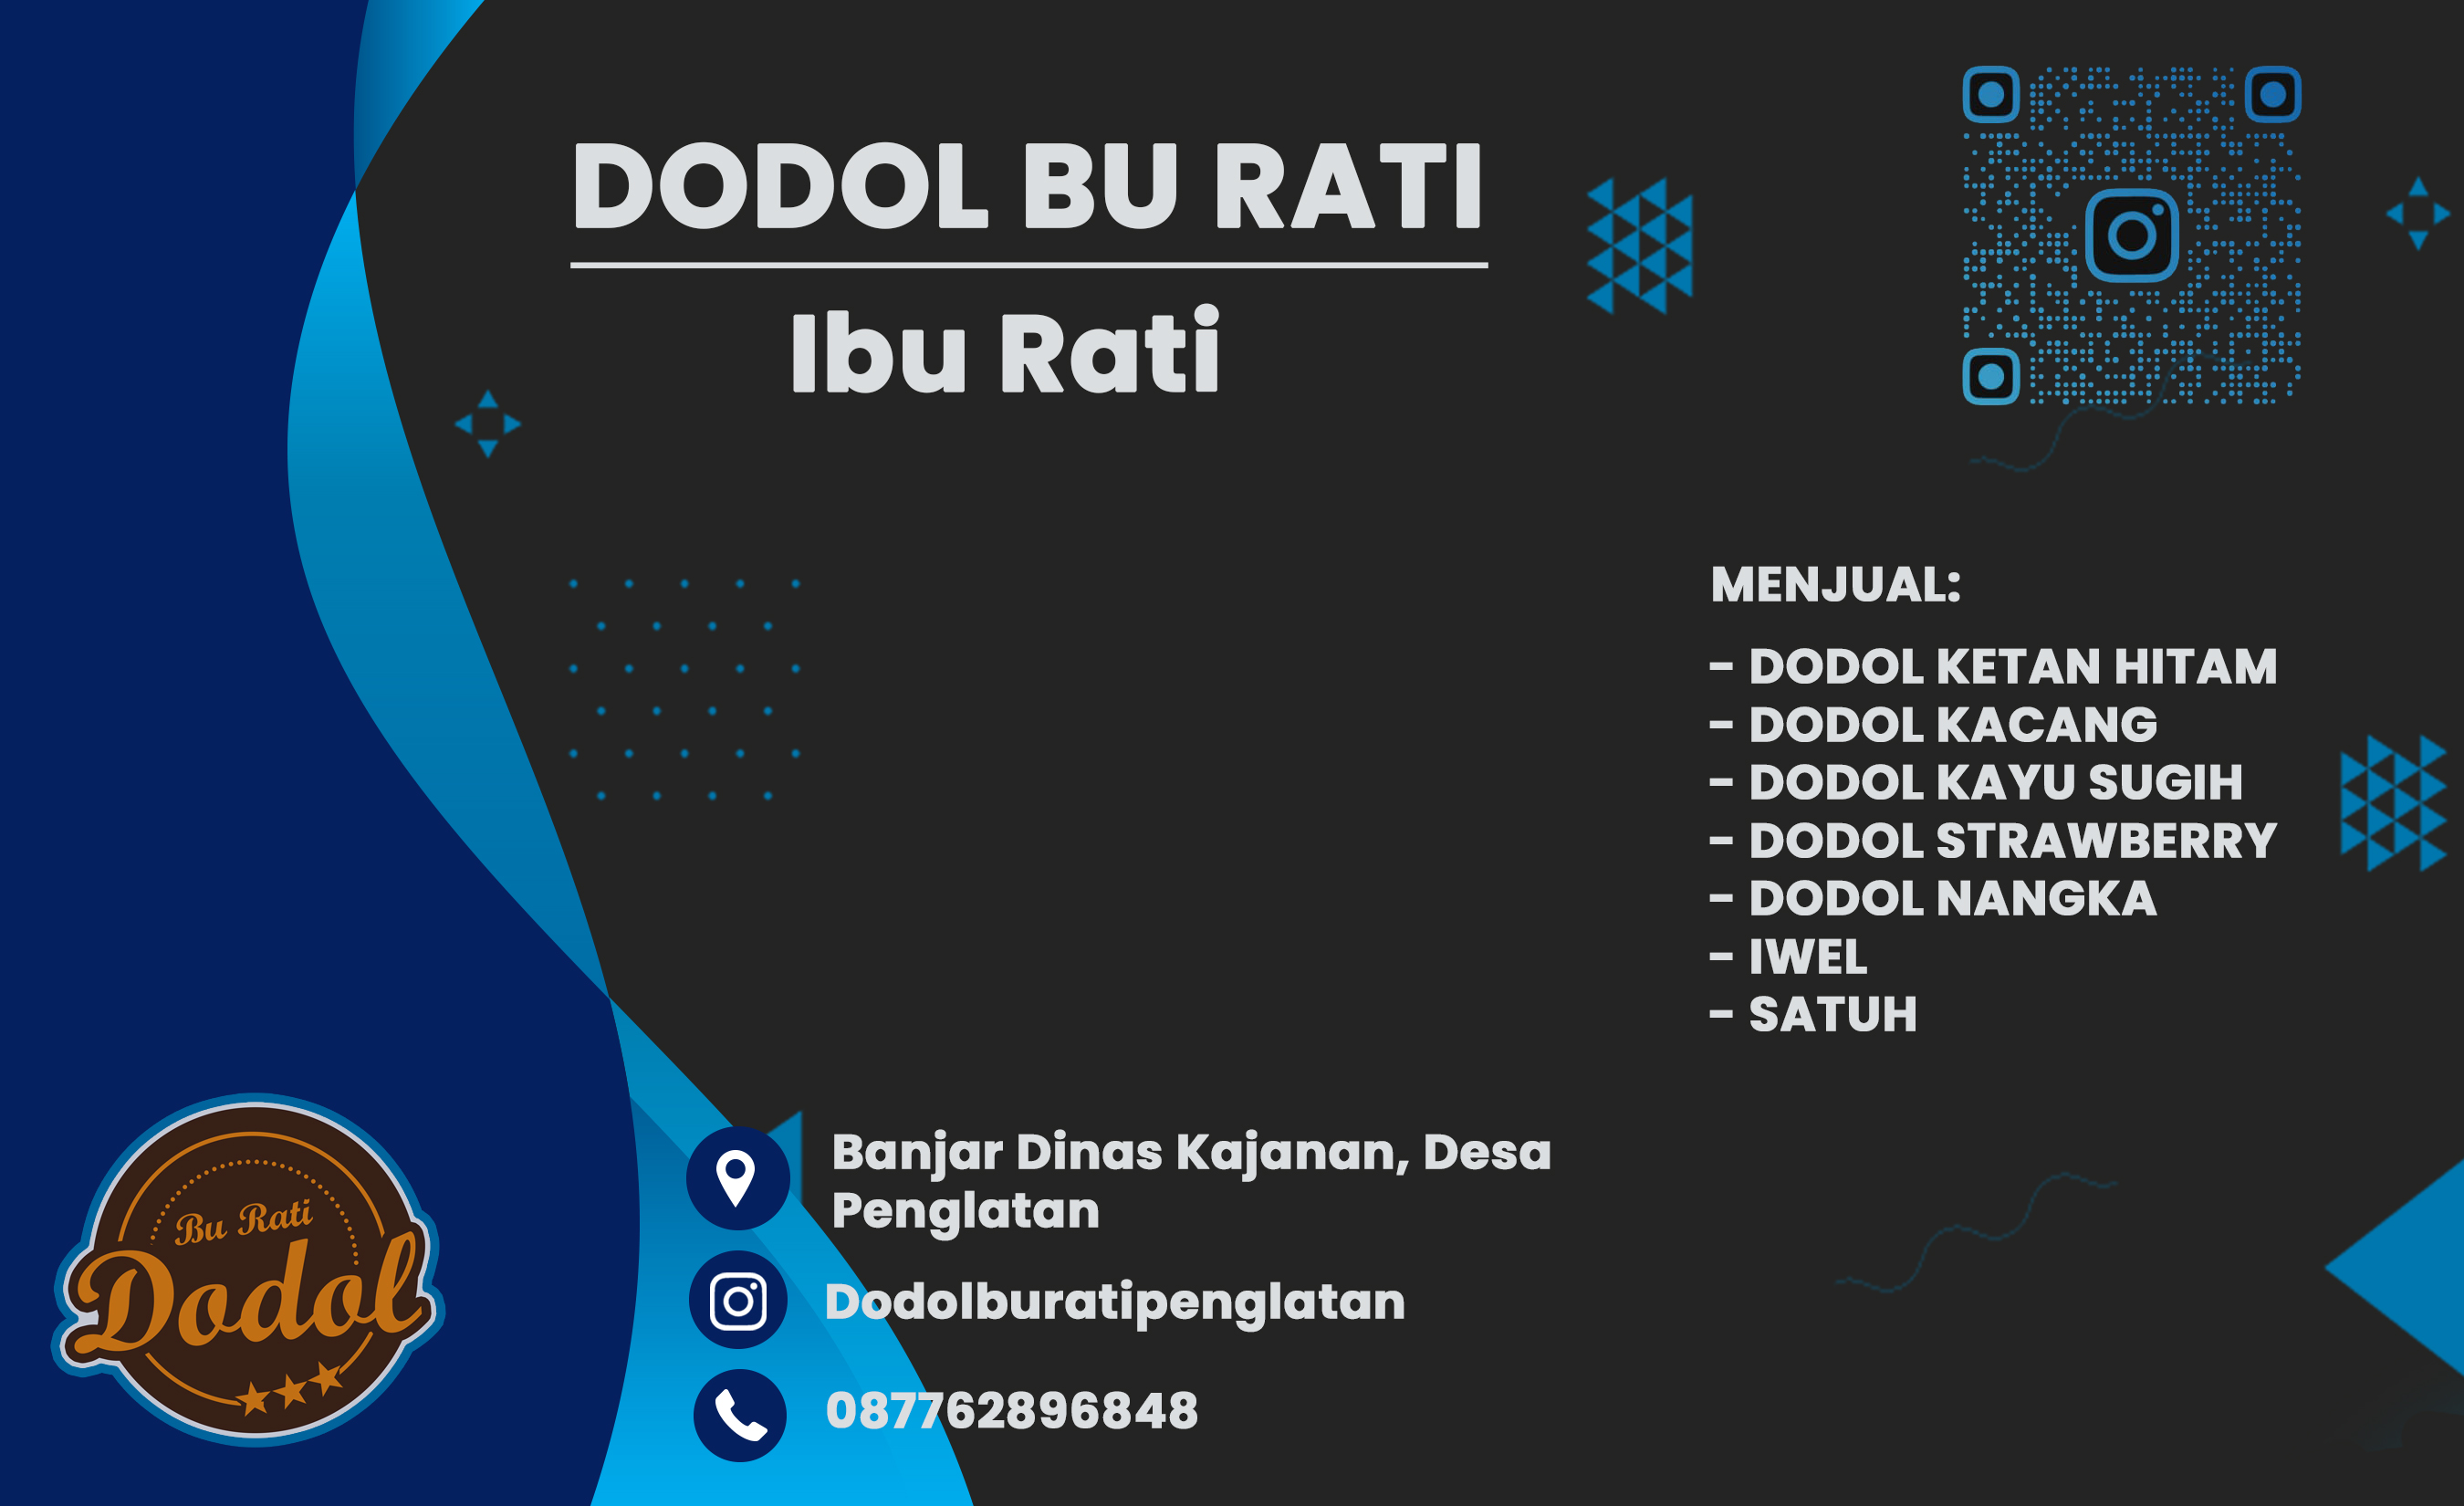 DODOL BU RATI
Ibu Rati
MENJUAL:
- DODOL KETAN HITAM
- DODOL KACANG
- DODOL KAYU SUGIH
- DODOL STRAWBERRY
- DODOL NANGKA
- IWEL
- SATUH
Bu Rati
Dodol
Banjar Dinas Kajanan, Desa
Penglatan
Dodolburatipenglatan
0877762896848